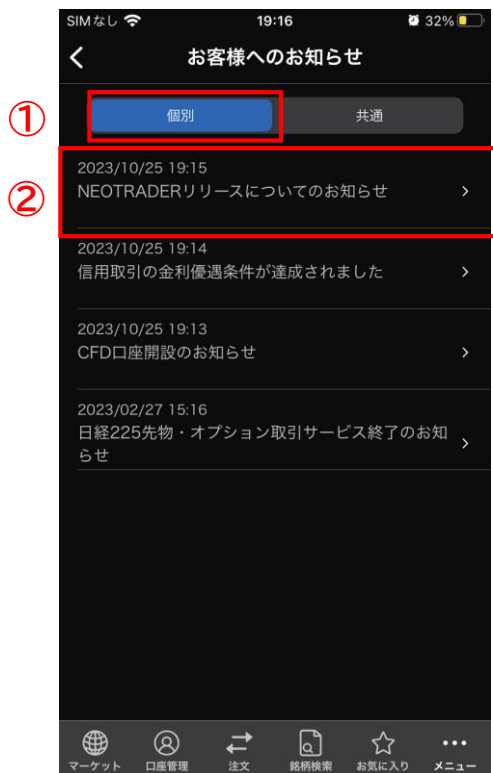 SIMなし 19:16 32%
お客様へのお知らせ
① 個別 共通
② 2023/10/25 19:15
NEOTRADERリリースについてのお知らせ
2023/10/25 19:14
信用取引の金利優遇条件が達成されました
2023/10/25 19:13
CFD口座開設のお知らせ
2023/02/27 15:16
日経225先物・オプション取引サービス終了のお知
らせ
マーケット 口座管理 注文 銘柄検索 お気に入り メニュー